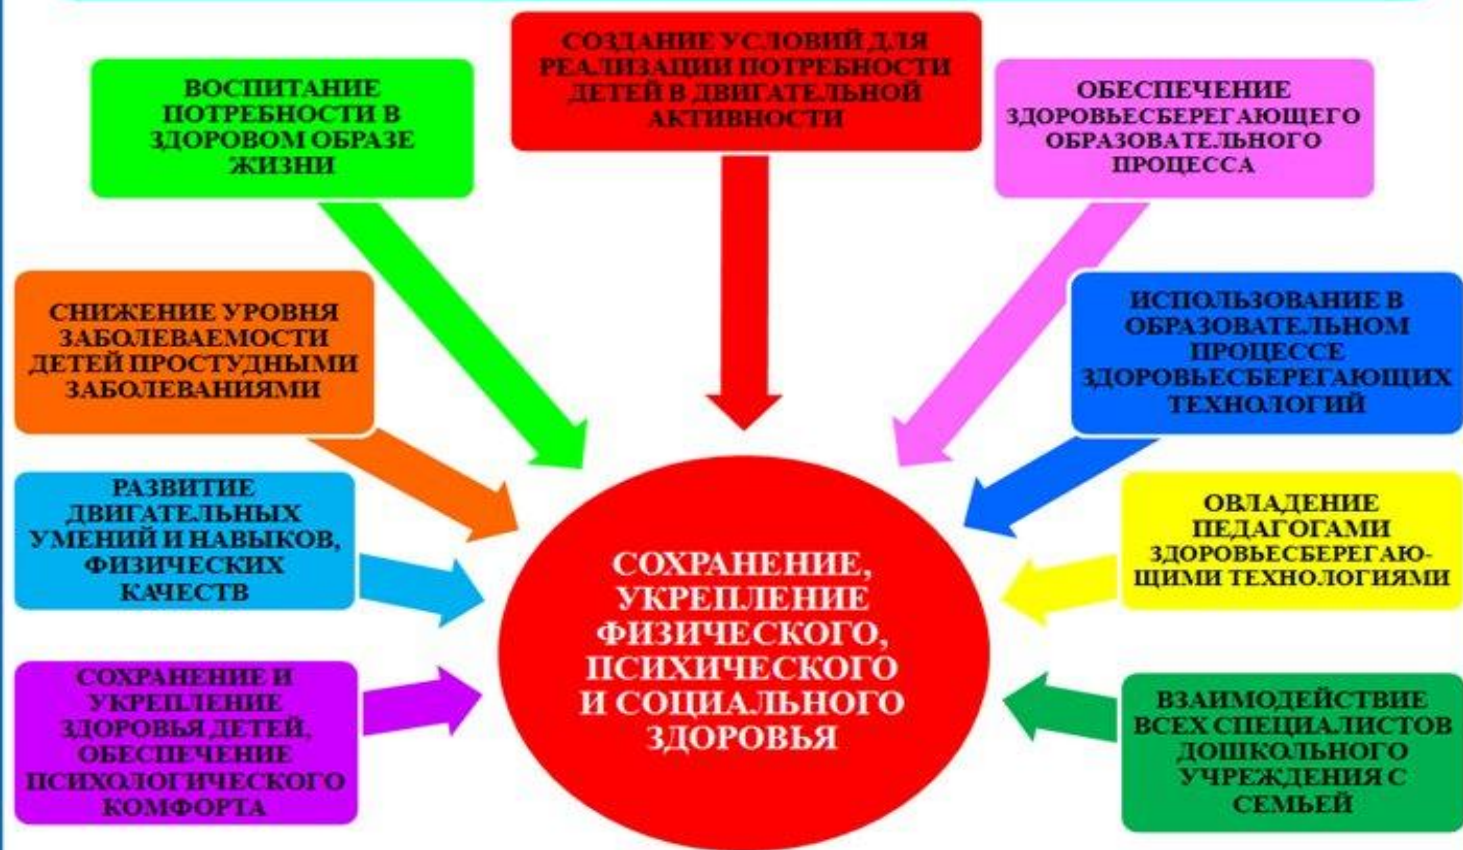 СОЗДАНИЕ УСЛОВИЙ ДЛЯ
РЕАЛИЗАЦИИ ПОТРЕБНОСТИ
ДЕТЕЙ В ДВИГАТЕЛЬНОЙ
АКТИВНОСТИ
ВОСПИТАНИЕ
ПОТРЕБНОСТИ В
ЗДОРОВОМ ОБРАЗЕ
ЖИЗНИ
ОБЕСПЕЧЕНИЕ
ЗДОРОВЬЕСБЕРЕГАЮЩЕГО
ОБРАЗОВАТЕЛЬНОГО
ПРОЦЕССА
СНИЖЕНИЕ УРОВНЯ
ЗАБОЛЕВАЕМОСТИ
ДЕТЕЙ ПРОСТУДНЫМИ
ЗАБОЛЕВАНИЯМИ
ИСПОЛЬЗОВАНИЕ В
ОБРАЗОВАТЕЛЬНОМ
ПРОЦЕССЕ
ЗДОРОВЬЕСБЕРЕГАЮЩИХ
ТЕХНОЛОГИЙ
РАЗВИТИЕ
ДВИГАТЕЛЬНЫХ
УМЕНИЙ И НАВЫКОВ,
ФИЗИЧЕСКИХ
КАЧЕСТВ
ОВЛАДЕНИЕ
ПЕДАГОГАМИ
ЗДОРОВЬЕСБЕРЕГАЮ-
ЩИМИ ТЕХНОЛОГИЯМИ
СОХРАНЕНИЕ,
УКРЕПЛЕНИЕ
ФИЗИЧЕСКОГО,
ПСИХИЧЕСКОГО
И СОЦИАЛЬНОГО
ЗДОРОВЬЯ
СОХРАНЕНИЕ И
УКРЕПЛЕНИЕ
ЗДОРОВЬЯ ДЕТЕЙ,
ОБЕСПЕЧЕНИЕ
ПСИХОЛОГИЧЕСКОГО
КОМФОРТА
ВЗАИМОДЕЙСТВИЕ
ВСЕХ СПЕЦИАЛИСТОВ
ДОШКОЛЬНОГО
УЧРЕЖДЕНИЯ С
СЕМЬЕЙ